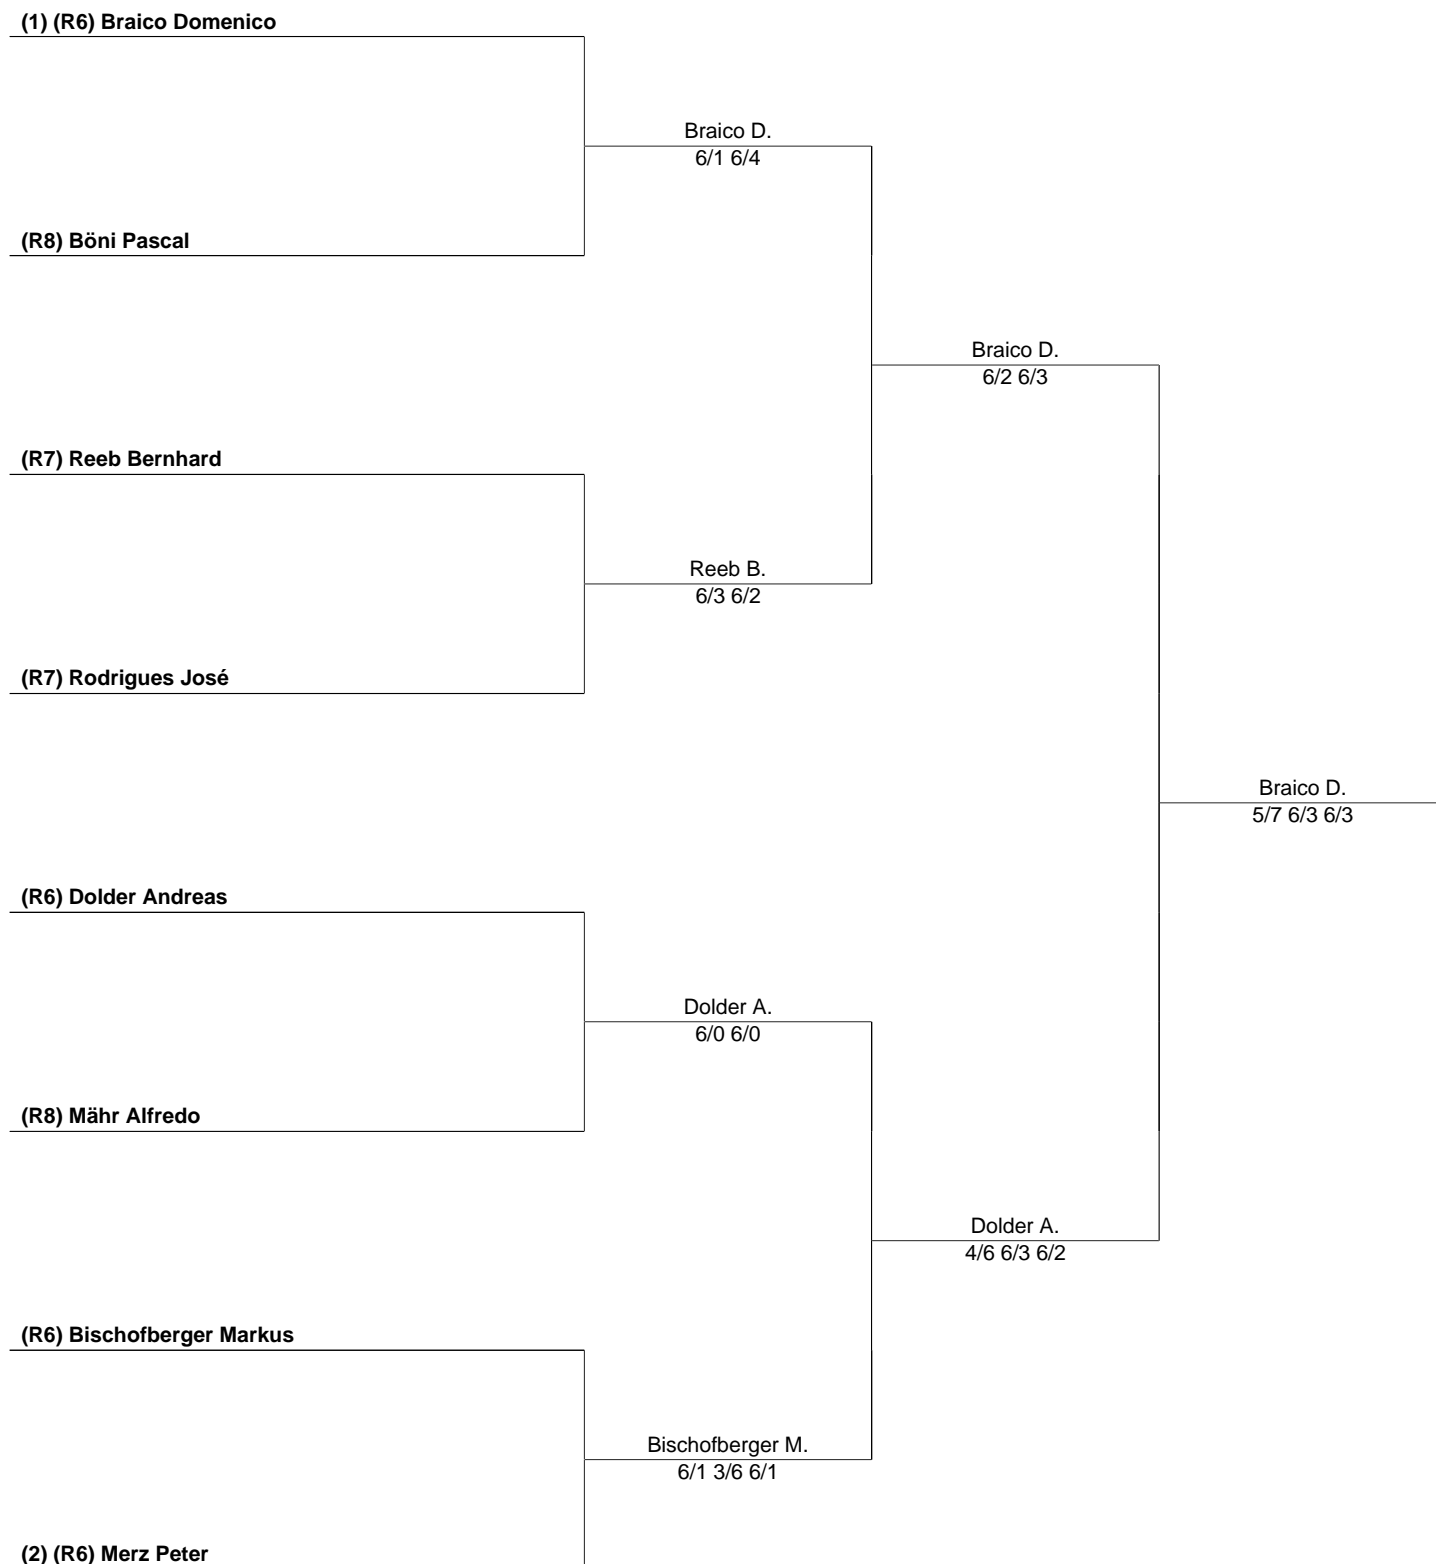 (1) (R6) Braico Domenico
Braico D.
6/1 6/4
(R8) Böni Pascal
Braico D.
6/2 6/3
(R7) Reeb Bernhard
Reeb B.
6/3 6/2
(R7) Rodrigues José
Braico D.
5/7 6/3 6/3
(R6) Dolder Andreas
Dolder A.
6/0 6/0
(R8) Mähr Alfredo
Dolder A.
4/6 6/3 6/2
(R6) Bischofberger Markus
Bischofberger M.
6/1 3/6 6/1
(2) (R6) Merz Peter